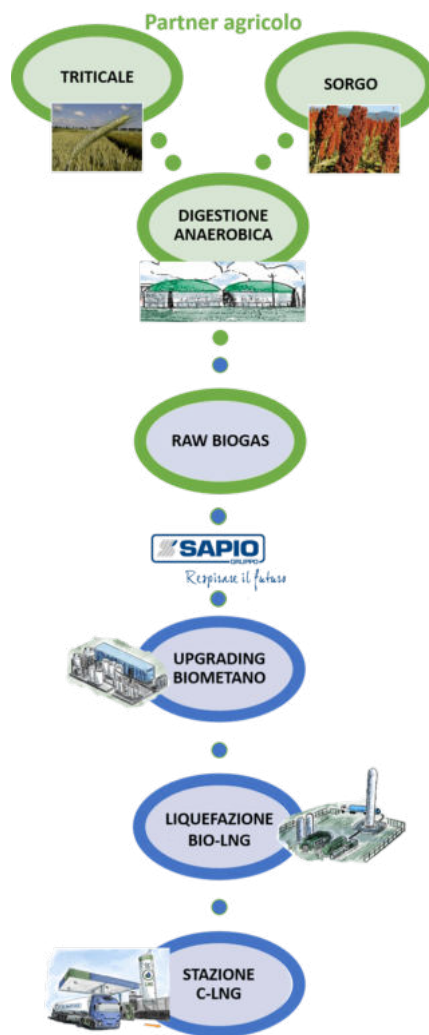 Partner agricolo
TRITICALE
SORGO
DIGESTIONE
ANAEROBICA
RAW BIOGAS
SAPIO
GRUPPO
Respirare il futuro
UPGRADING
BIOMETANO
LIQUEFAZIONE
BIO-LNG
STAZIONE
C-LNG